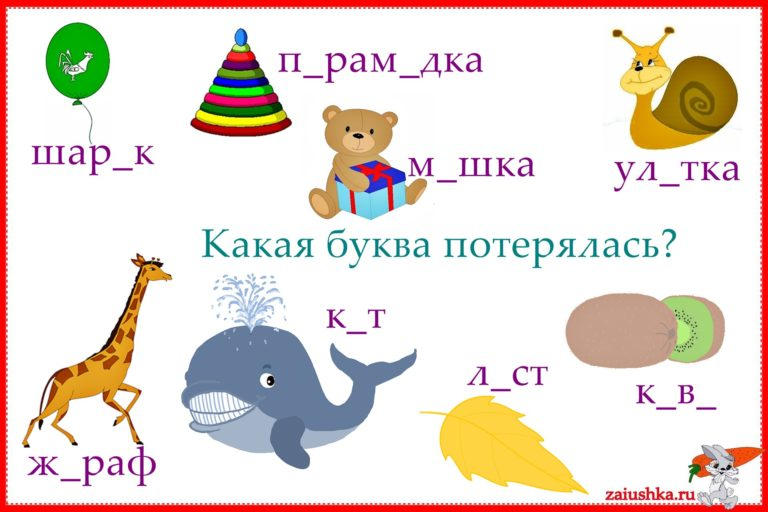 п_рам_дка
шар_к
м_шка
ул_тка
Какая буква потерялась?
к_т
л_ст
к_в_
ж_раф
zaiushka.ru